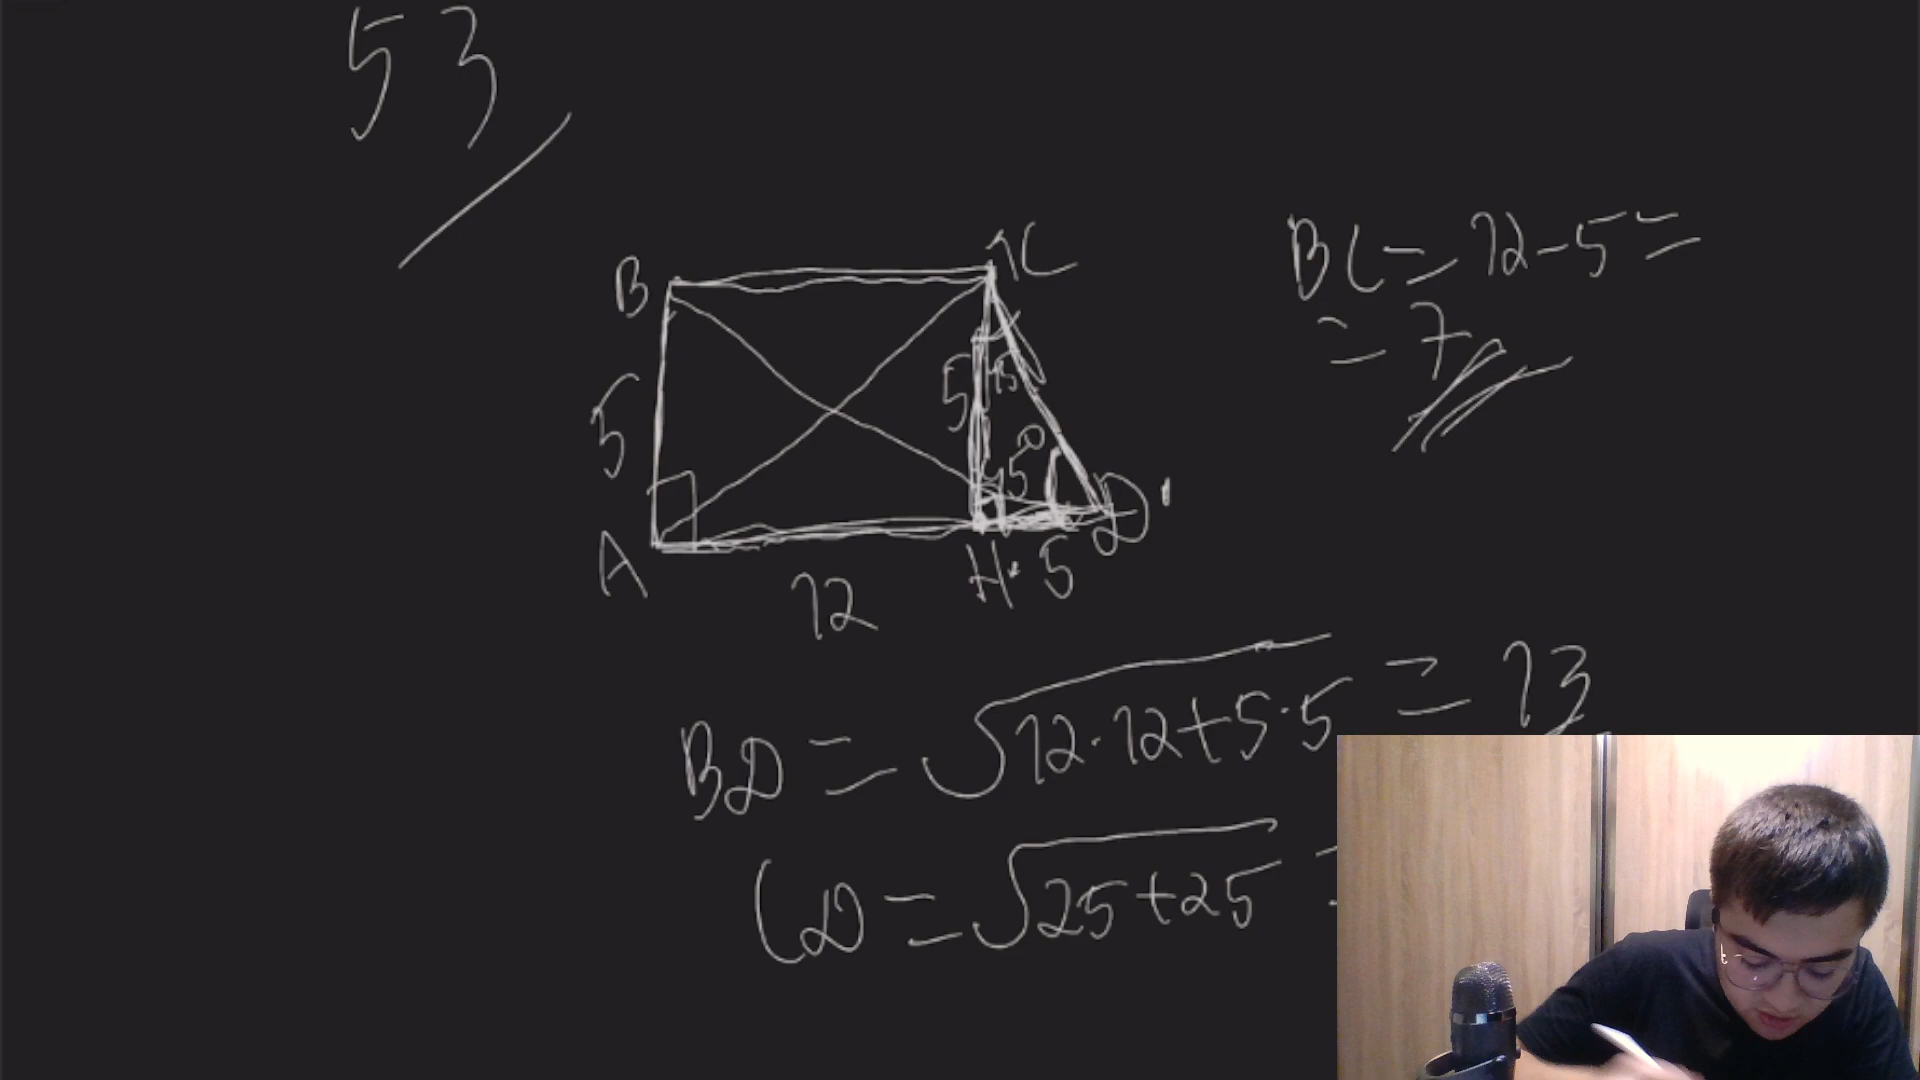 53
B
C
BC = 12 - 5 =
= 7
5
5
45
45°
A
H
5
D
12
BD = √12·12+5·5 = 13
CD = √25+25 =